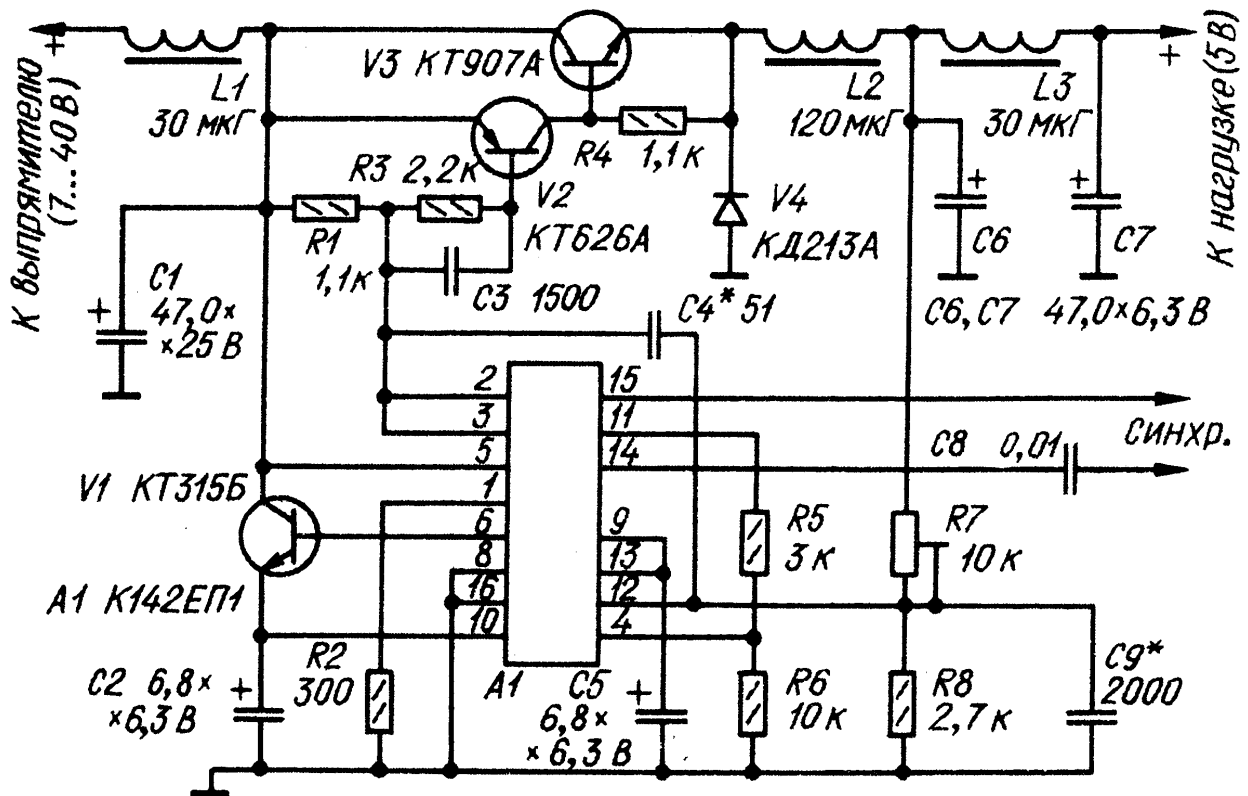 К выпрямителю
(7... 40 В)
+
L1
30 мкГ
V3 КТ907А
L2
120 мкГ
L3
30 мкГ
+
К нагрузке (5 В)
R4
1,1 к
R3 2,2 к
V2
КТ626А
V4
КД213А
+
C6
+
C7
C6, C7 47,0×6,3 В
R1
1,1к
C3 1500
C4* 51
C1
+ 47,0×
×25 В
2
3
5
1
6
8
16
10
15
11
14
9
13
12
4
Синхр.
C8 0,01
V1 КТ315Б
R5
3 к
R7
10 к
A1 К142ЕП1
R2
300
A1
C5
+
6,8×
×6,3 В
C2 6,8×
+
×6,3 В
R6
10 к
R8
2,7 к
C9*
2000